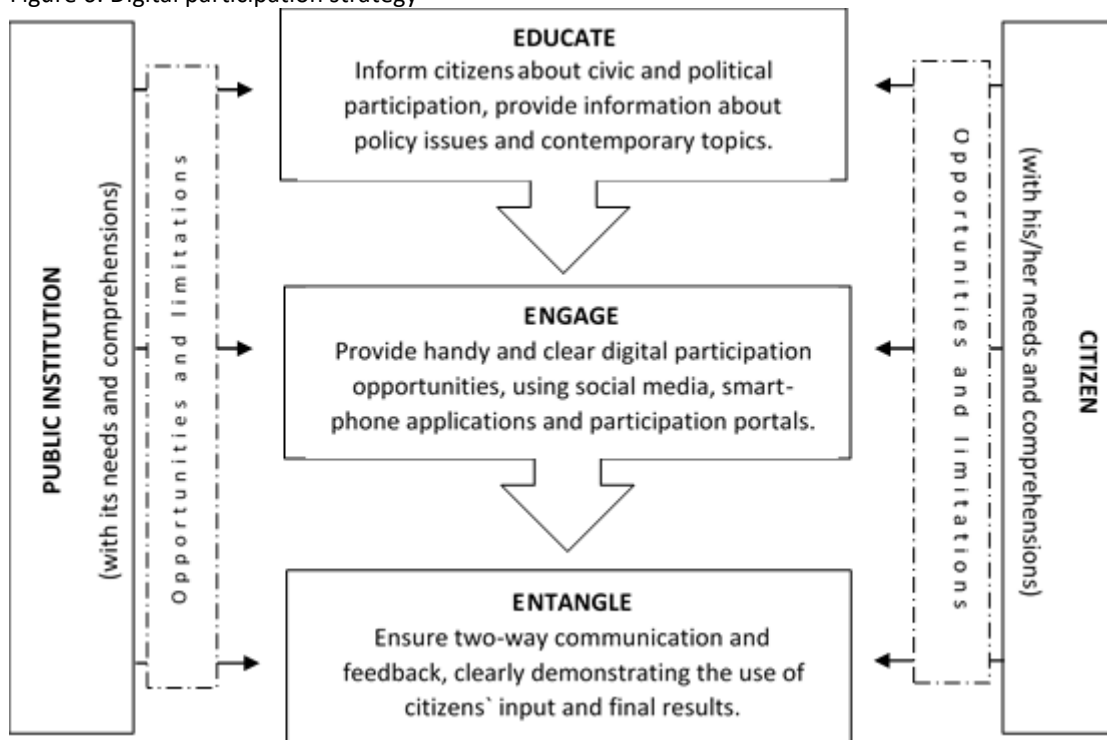 Figure 6: Digital participation strategy
PUBLIC INSTITUTION
(with its needs and comprehensions)
Opportunities and limitations
EDUCATE
Inform citizens about civic and political
participation, provide information about
policy issues and contemporary topics.
ENGAGE
Provide handy and clear digital participation
opportunities, using social media, smart-
phone applications and participation portals.
ENTANGLE
Ensure two-way communication and
feedback, clearly demonstrating the use of
citizens` input and final results.
Opportunities and limitations
(with his/her needs and comprehensions)
CITIZEN